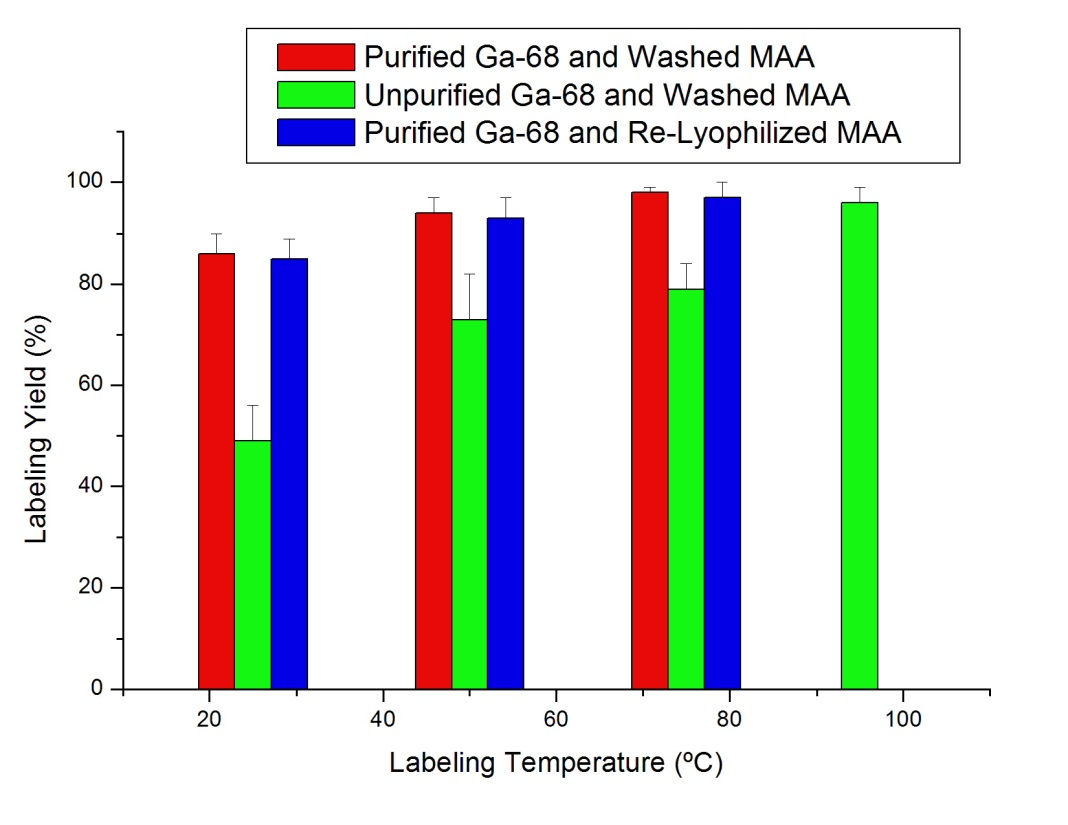 Purified Ga-68 and Washed MAA
Unpurified Ga-68 and Washed MAA
Purified Ga-68 and Re-Lyophilized MAA
100
80
60
40
20
0
Labeling Yield (%)
20 40 60 80 100
Labeling Temperature (ºC)